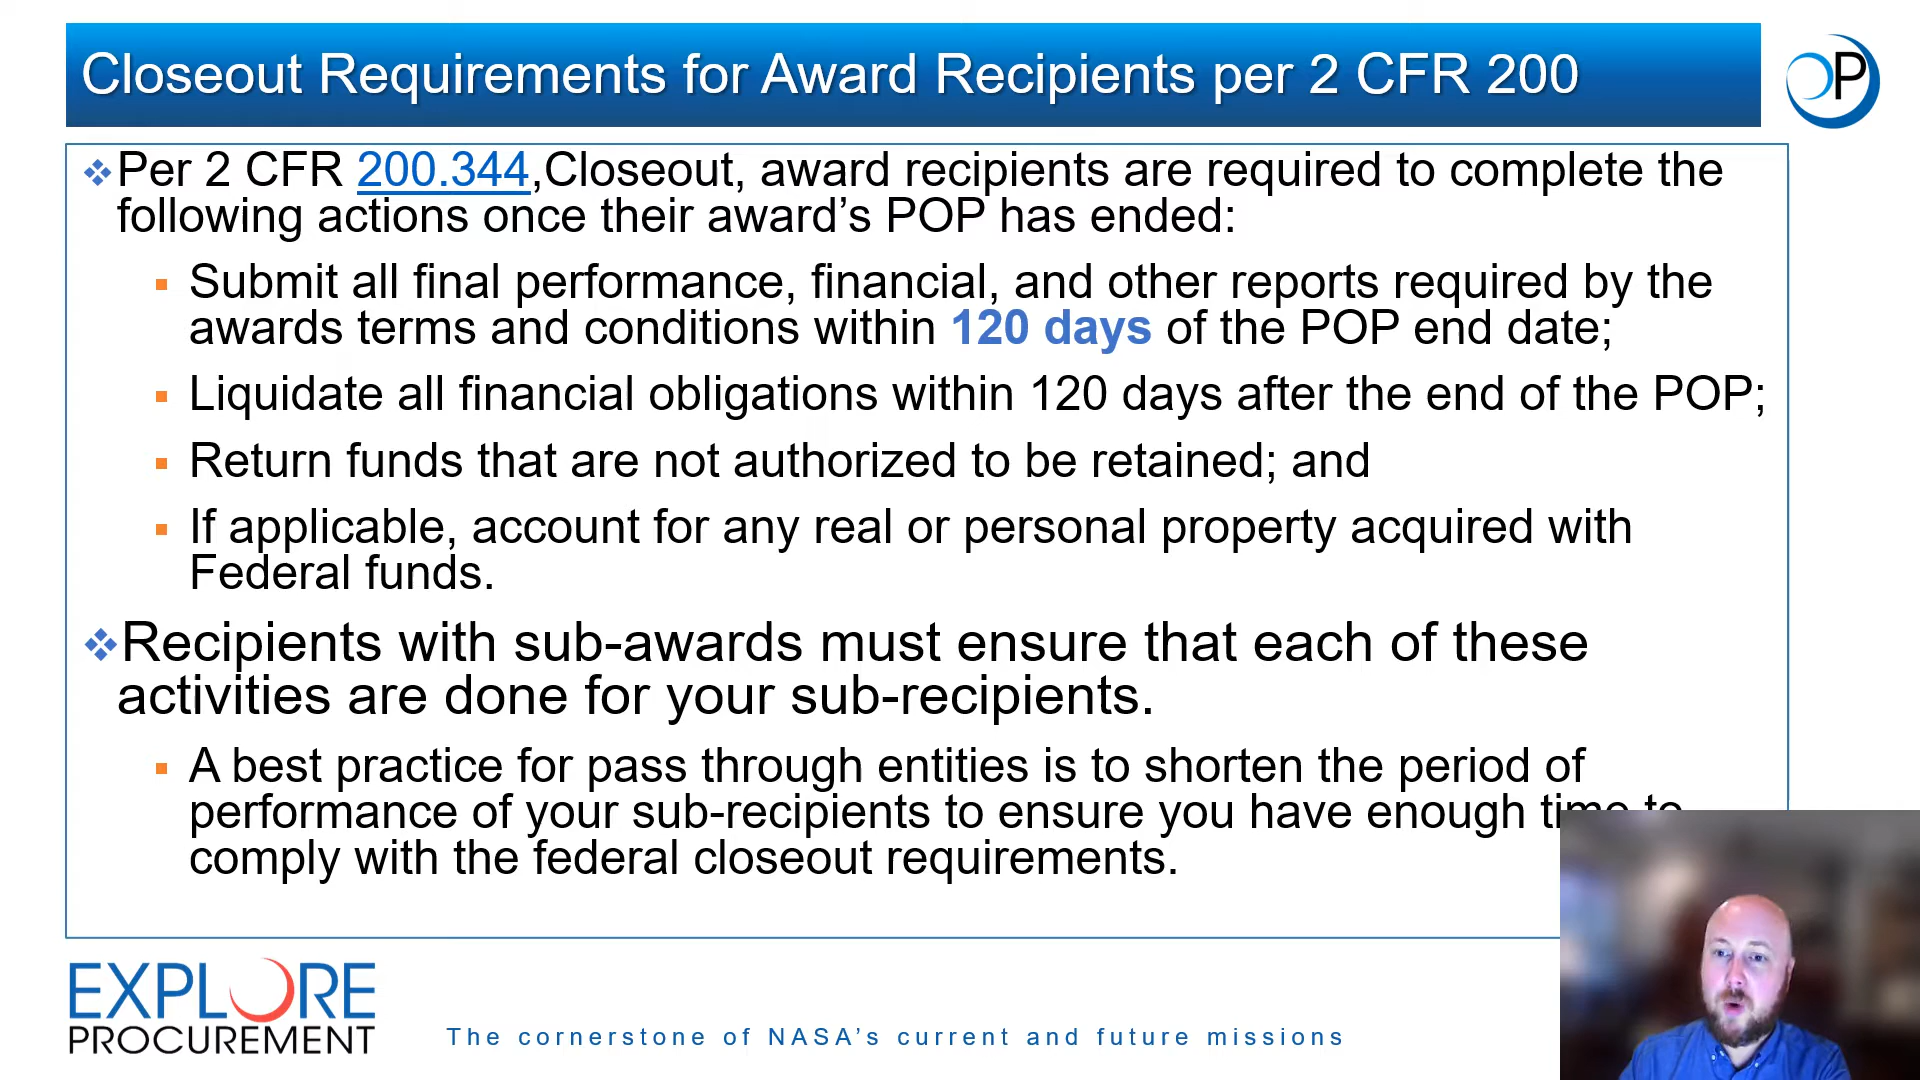 Closeout Requirements for Award Recipients per 2 CFR 200
P
Per 2 CFR 200.344,Closeout, award recipients are required to complete the
following actions once their award’s POP has ended:
Submit all final performance, financial, and other reports required by the
awards terms and conditions within 120 days of the POP end date;
Liquidate all financial obligations within 120 days after the end of the POP;
Return funds that are not authorized to be retained; and
If applicable, account for any real or personal property acquired with
Federal funds.
Recipients with sub-awards must ensure that each of these
activities are done for your sub-recipients.
A best practice for pass through entities is to shorten the period of
performance of your sub-recipients to ensure you have enough time to
comply with the federal closeout requirements.
EXPLORE
PROCUREMENT
The cornerstone of NASA’s current and future missions